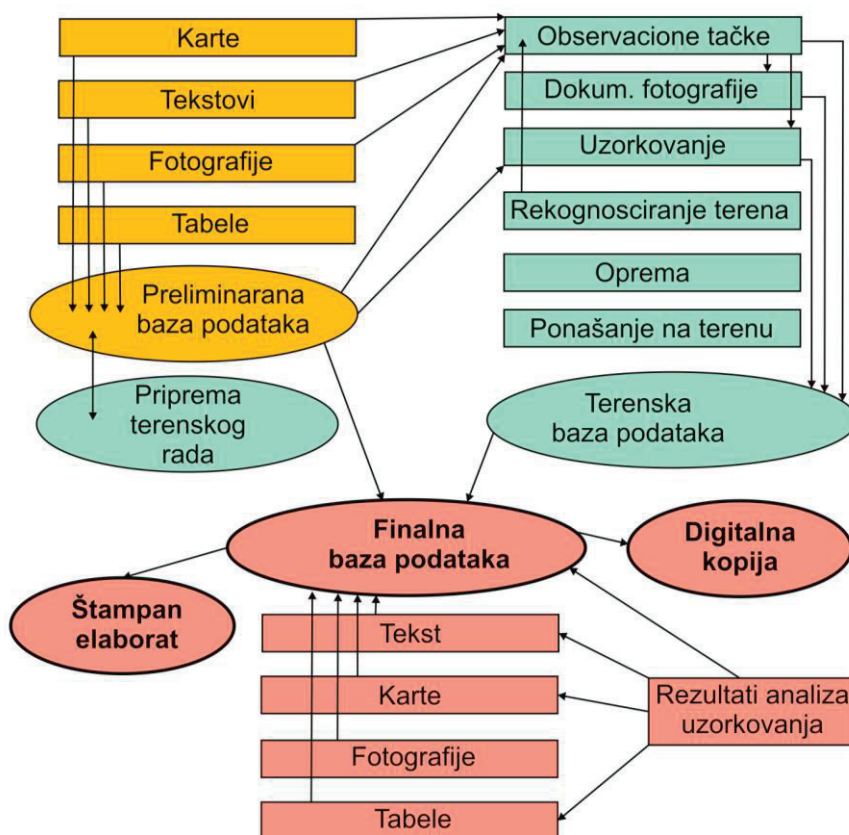 Karte
Tekstovi
Fotografije
Tabele
Preliminarana
baza podataka
Priprema
terenskog
rada
Observacione tačke
Dokum. fotografije
Uzorkovanje
Rekognosciranje terena
Oprema
Ponašanje na terenu
Terenska
baza podataka
Finalna
baza podataka
Digitalna
kopija
Štampan
elaborat
Tekst
Karte
Fotografije
Tabele
Rezultati analiza
uzorkovanja